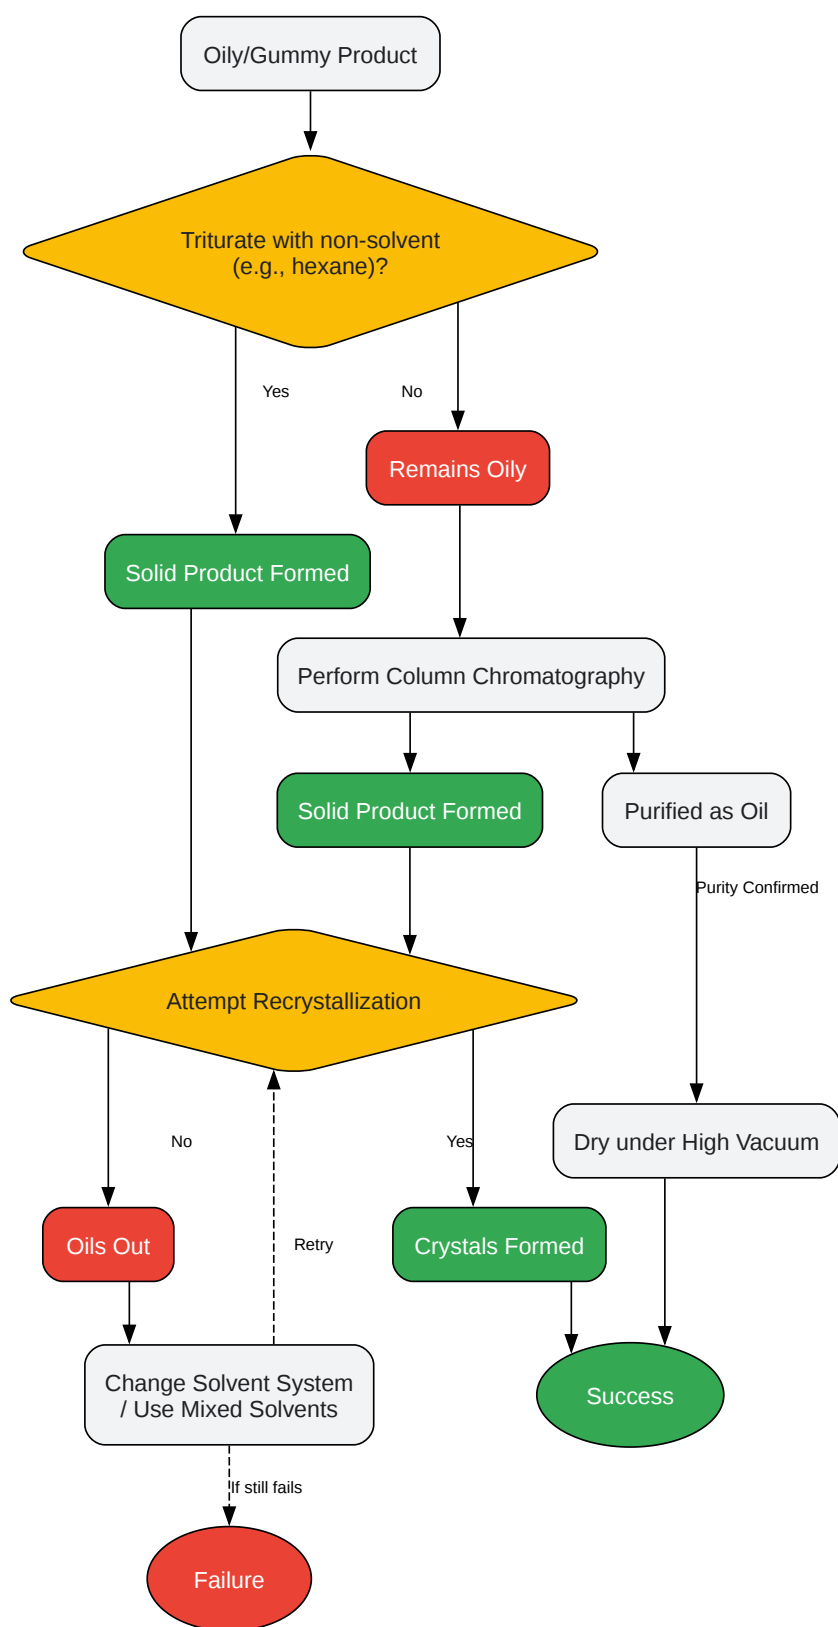 Oily/Gummy Product
Triturate with non-solvent
(e.g., hexane)?
Yes
No
Remains Oily
Solid Product Formed
Perform Column Chromatography
Solid Product Formed
Purified as Oil
Purity Confirmed
Attempt Recrystallization
No
Yes
Dry under High Vacuum
Oils Out
Retry
Crystals Formed
Change Solvent System
/ Use Mixed Solvents
Success
If still fails
Failure